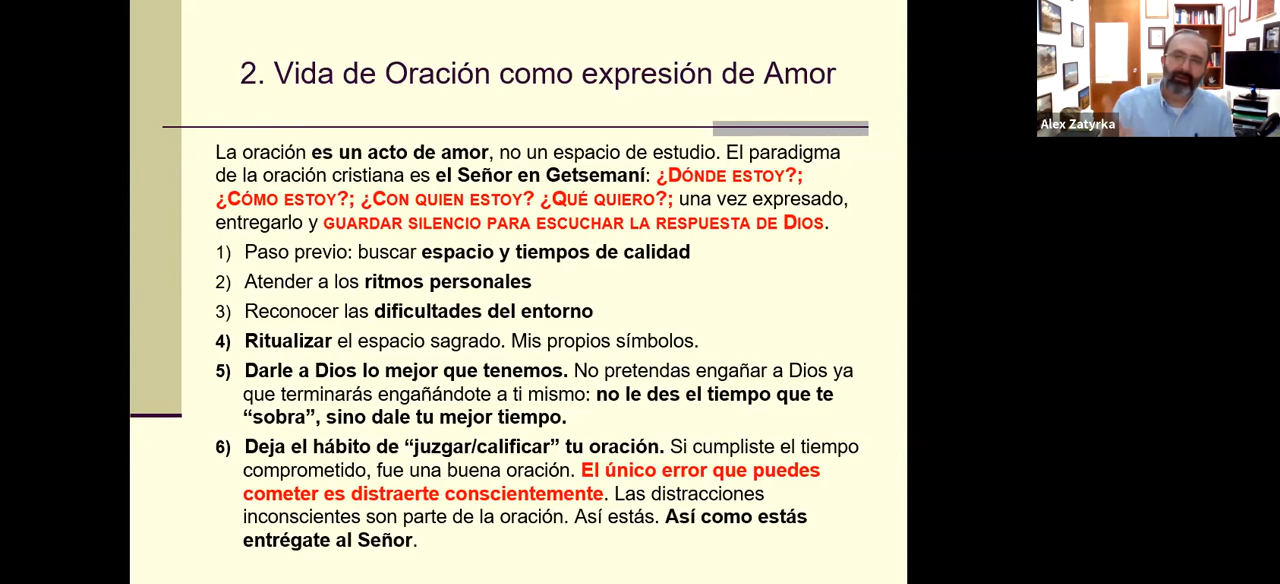 2. Vida de Oración como expresión de Amor
La oración es un acto de amor, no un espacio de estudio. El paradigma
de la oración cristiana es el Señor en Getsemaní: ¿DÓNDE ESTOY?;
¿CÓMO ESTOY?; ¿CON QUIEN ESTOY? ¿QUÉ QUIERO?; una vez expresado,
entregarlo y GUARDAR SILENCIO PARA ESCUCHAR LA RESPUESTA DE DIOS.
1) Paso previo: buscar espacio y tiempos de calidad
2) Atender a los ritmos personales
3) Reconocer las dificultades del entorno
4) Ritualizar el espacio sagrado. Mis propios símbolos.
5) Darle a Dios lo mejor que tenemos. No pretendas engañar a Dios ya
que terminarás engañándote a ti mismo: no le des el tiempo que te
“sobra”, sino dale tu mejor tiempo.
6) Deja el hábito de “juzgar/calificar” tu oración. Si cumpliste el tiempo
comprometido, fue una buena oración. El único error que puedes
cometer es distraerte conscientemente. Las distracciones
inconscientes son parte de la oración. Así estás. Así como estás
entrégate al Señor.
Alex Zatyrka